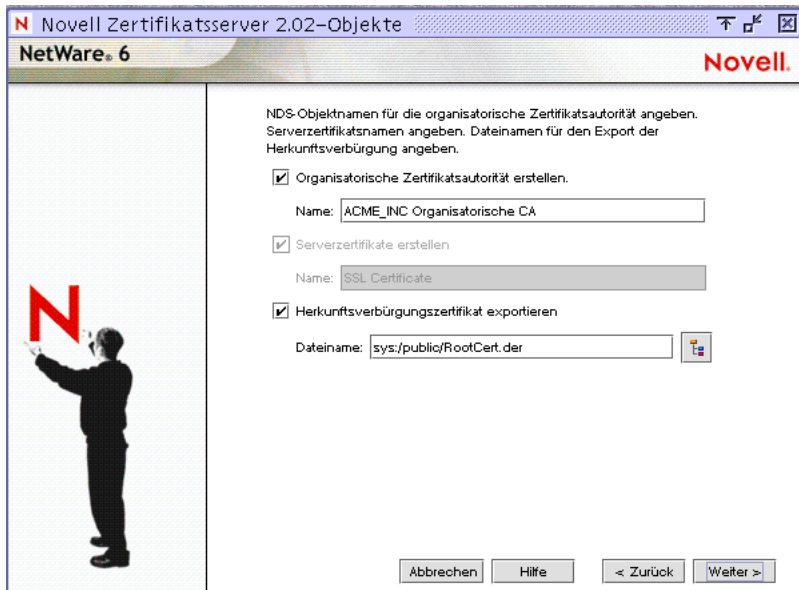 N Novell Zertifikatsserver 2.02-Objekte
NetWare® 6
Novell.
NDS-Objektnamen für die organisatorische Zertifikatsautorität angeben.
Serverzertifikatsnamen angeben. Dateinamen für den Export der
Herkunftsverbürgung angeben.
Organisatorische Zertifikatsautorität erstellen.
Name: ACME_INC Organisatorische CA
Serverzertifikate erstellen
Name: SSL Certificate
Herkunftsverbürgungszertifikat exportieren
Dateiname: sys:/public/RootCert.der
N
Abbrechen Hilfe < Zurück Weiter >